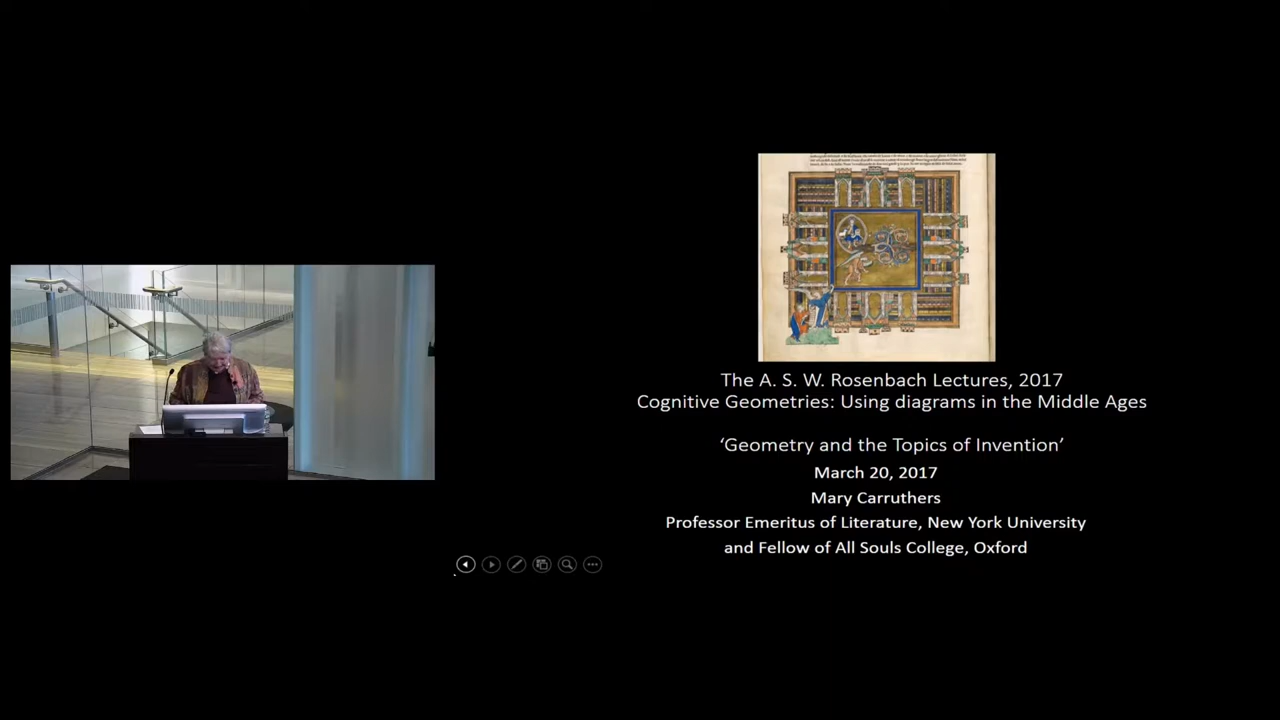 The A. S. W. Rosenbach Lectures, 2017
Cognitive Geometries: Using diagrams in the Middle Ages
‘Geometry and the Topics of Invention’
March 20, 2017
Mary Carruthers
Professor Emeritus of Literature, New York University
and Fellow of All Souls College, Oxford